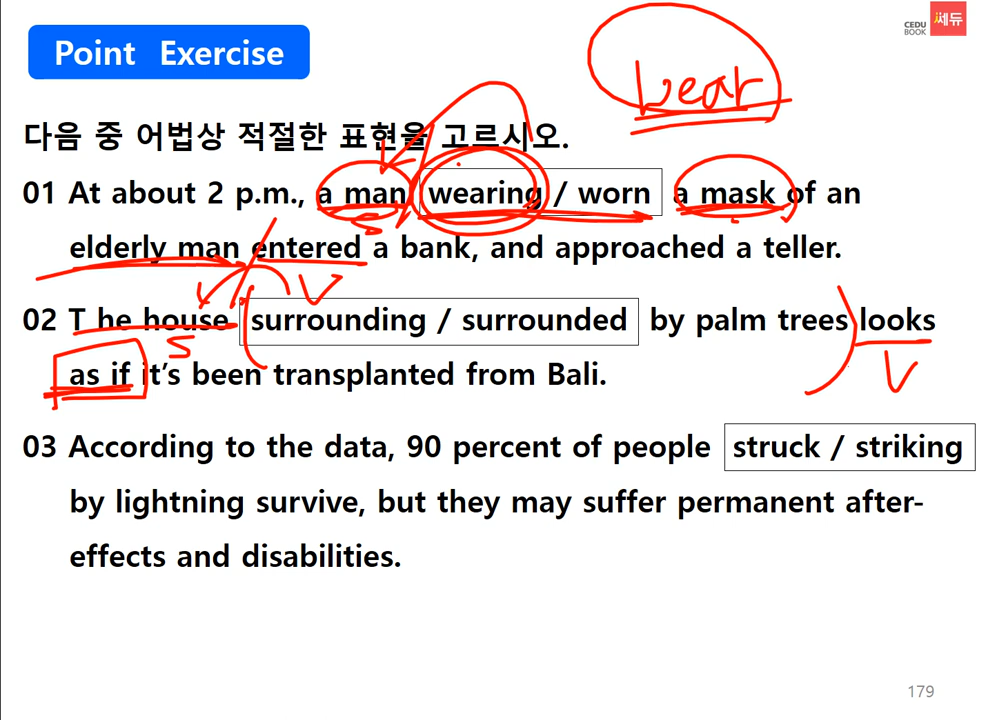 CEDU
BOOK
쎄듀
Point Exercise
bear
다음 중 어법상 적절한 표현을 고르시오.
01 At about 2 p.m., a man wearing / worn a mask of an
S
elderly man entered a bank, and approached a teller.
V
02 T he house surrounding / surrounded by palm trees looks
S
as if it's been transplanted from Bali.
V
03 According to the data, 90 percent of people struck / striking
by lightning survive, but they may suffer permanent after-
effects and disabilities.
179